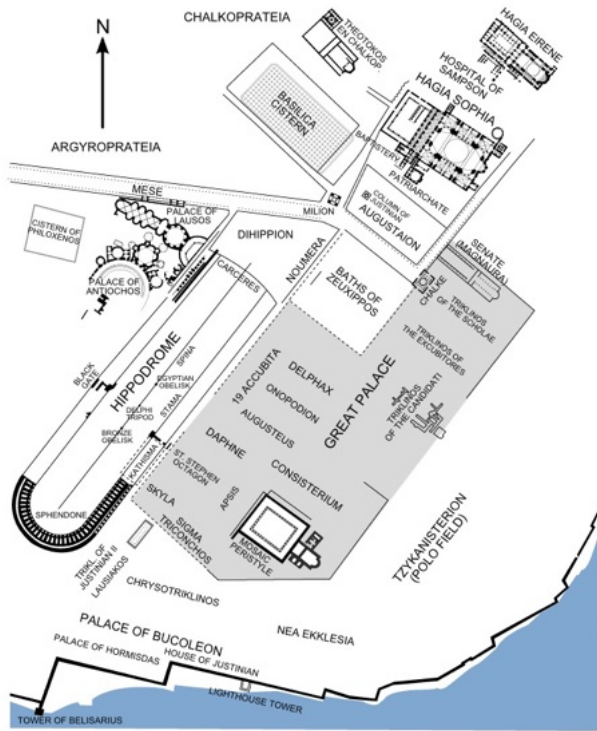 CHALKOPRATEIA
N
THEOTOKOS
EN CHALKOP.
HAGIA EIRENE
HOSPITAL OF
SAMPSON
HAGIA SOPHIA
BASILICA
CISTERN
BAPTISTERY
PATRIARCHATE
ARGYROPRATEIA
MESE
PALACE OF
LAUSOS
MILION
COLUMN OF
JUSTINIAN
AUGUSTAION
CISTERN OF
PHILOXENOS
DIHIPPION
NOUMERA
SENATE
(MAGNAURA)
PALACE OF
ANTIOCHOS
CARCERES
BATHS OF
ZEUXIPPOS
CHALKE
TRIKLINOS
OF THE SCHOLAE
TRIKLINOS OF
THE EXCUBITORES
BLACK
GATE
HIPPODROME
SPINA
EGYPTIAN
OBELISK
STAMA
DELPHI
TRIPOD
BRONZE
OBELISK
KATHISMA
19 ACCUBITA
DELPHAX
ONOPODION
AUGUSTEUS
DAPHNE
GREAT PALACE
TRIKLINOS
OF THE CANDIDATI
ST. STEPHEN
OCTAGON
CONSISTERIUM
APSIS
SKYLA
SIGMA
TRICONCHOS
MOSAIC
PERISTYLE
SPHENDONE
TRIKL. OF
JUSTINIAN II
LAUSIAKOS
TZYKANISTERION
(POLO FIELD)
CHRYSOTRIKLINOS
PALACE OF BUCOLEON
NEA EKKLESIA
PALACE OF HORMISDAS
HOUSE OF JUSTINIAN
LIGHTHOUSE TOWER
TOWER OF BELISARIUS